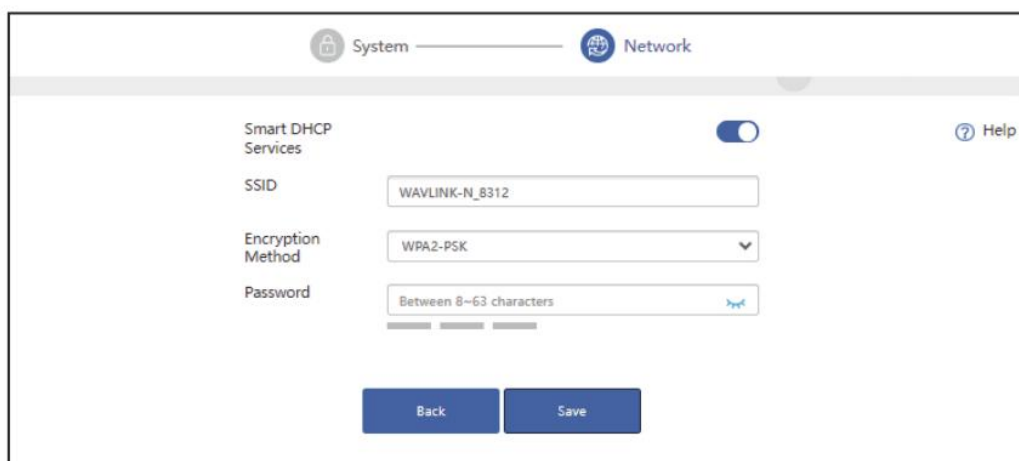 System
Network
Smart DHCP
Services
Help
SSID
WAVLINK-N_8312
Encryption
Method
WPA2-PSK
Password
Between 8~63 characters
Back
Save